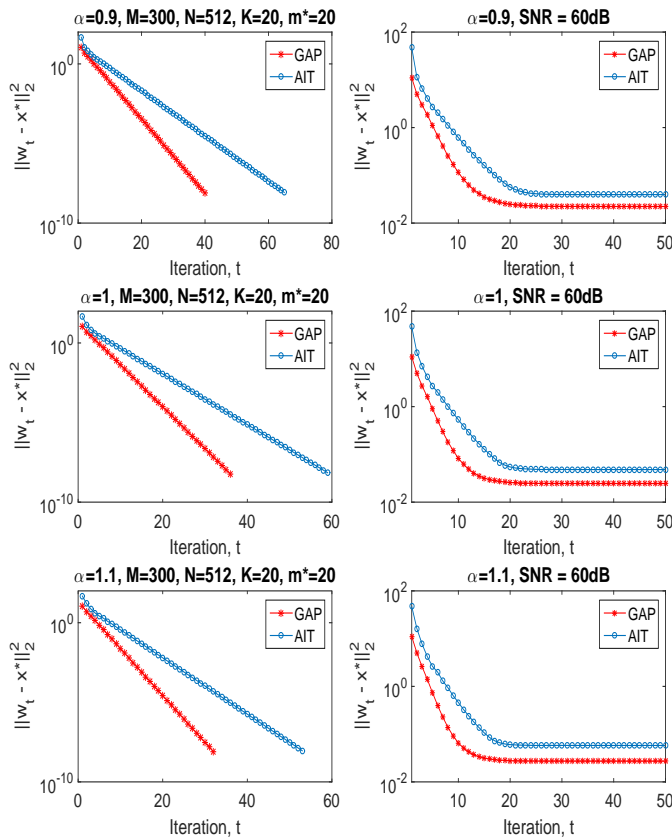 α=0.9, M=300, N=512, K=20, m*=20
||w_t - x*||_2^2
10^0
10^-10
0 20 40 60 80
Iteration, t
GAP
AIT
α=0.9, SNR = 60dB
||w_t - x*||_2^2
10^2
10^0
10^-2
10 20 30 40 50
Iteration, t
GAP
AIT
α=1, M=300, N=512, K=20, m*=20
||w_t - x*||_2^2
10^0
10^-10
0 20 40 60
Iteration, t
GAP
AIT
α=1, SNR = 60dB
||w_t - x*||_2^2
10^2
10^0
10^-2
10 20 30 40 50
Iteration, t
GAP
AIT
α=1.1, M=300, N=512, K=20, m*=20
||w_t - x*||_2^2
10^0
10^-10
0 20 40 60
Iteration, t
GAP
AIT
α=1.1, SNR = 60dB
||w_t - x*||_2^2
10^2
10^0
10^-2
10 20 30 40 50
Iteration, t
GAP
AIT